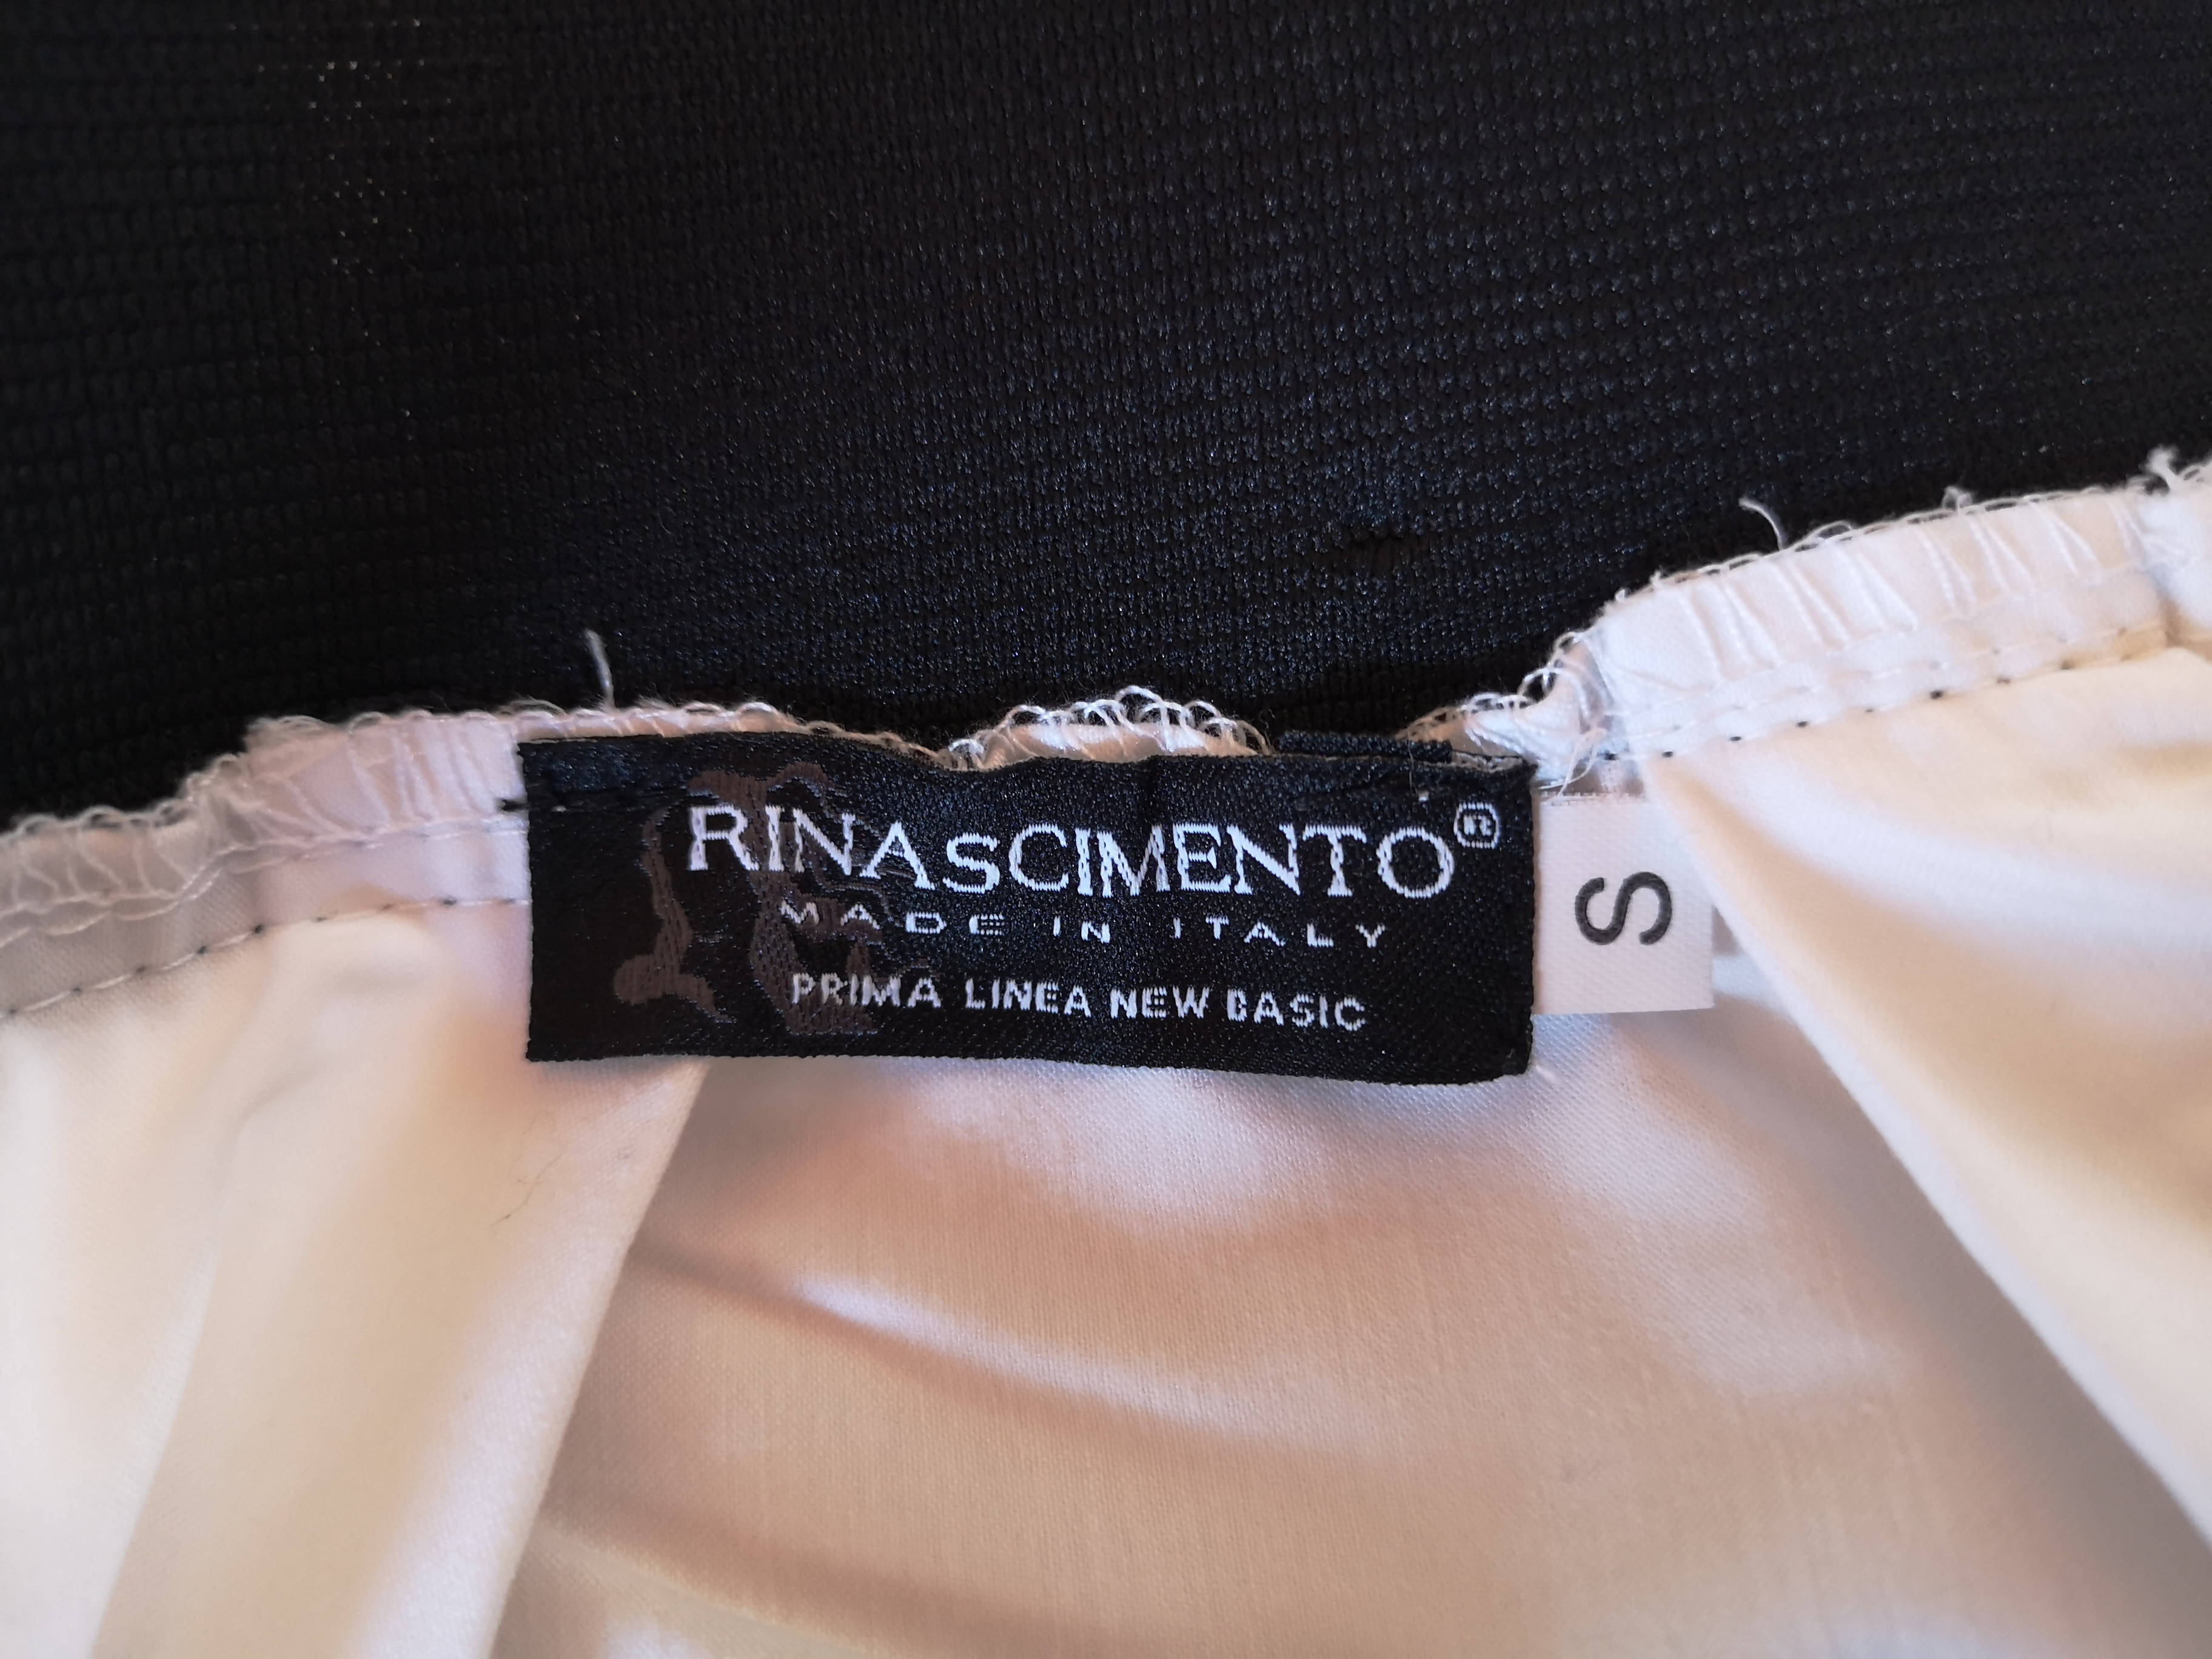 RINASCIMENTO®
MADE IN ITALY
PRIMA LINEA NEW BASIC
S